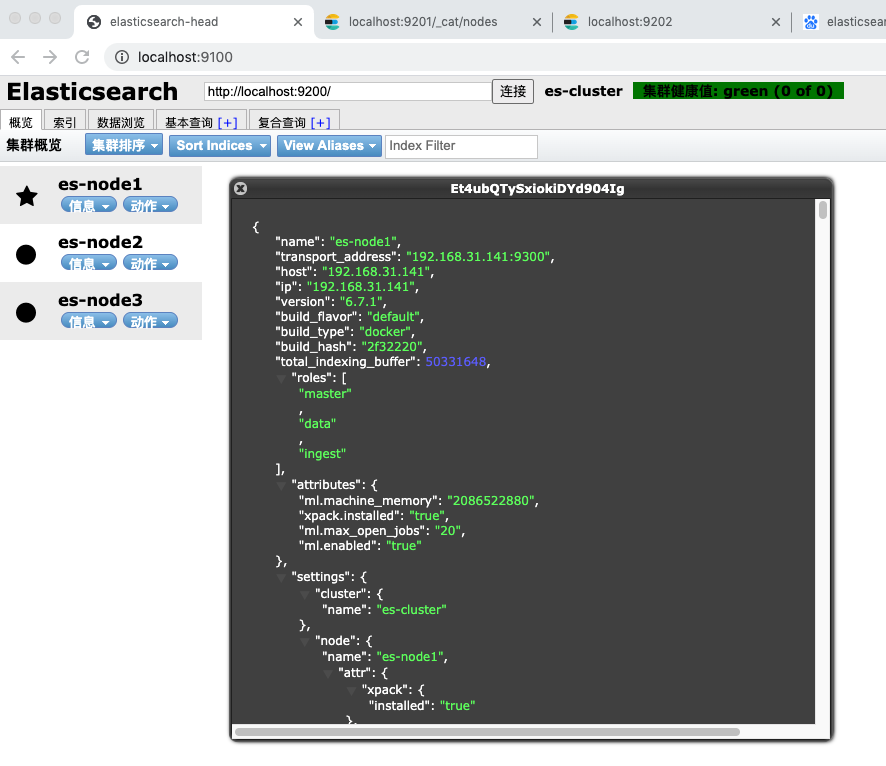 elasticsearch-head
localhost:9201/_cat/nodes
localhost:9202
elasticsear
localhost:9100
Elasticsearch
http://localhost:9200/
连接
es-cluster
集群健康值: green (0 of 0)
概览
索引
数据浏览
基本查询 [+]
复合查询 [+]
集群概览
集群排序
Sort Indices
View Aliases
Index Filter
es-node1
信息
动作
es-node2
信息
动作
es-node3
信息
动作
Et4ubQTySxiokiDYd904Ig
{
"name": "es-node1",
"transport_address": "192.168.31.141:9300",
"host": "192.168.31.141",
"ip": "192.168.31.141",
"version": "6.7.1",
"build_flavor": "default",
"build_type": "docker",
"build_hash": "2f32220",
"total_indexing_buffer": 50331648,
"roles": [
"master"
,
"data"
,
"ingest"
],
"attributes": {
"ml.machine_memory": "2086522880",
"xpack.installed": "true",
"ml.max_open_jobs": "20",
"ml.enabled": "true"
},
"settings": {
"cluster": {
"name": "es-cluster"
},
"node": {
"name": "es-node1",
"attr": {
"xpack": {
"installed": "true"
},